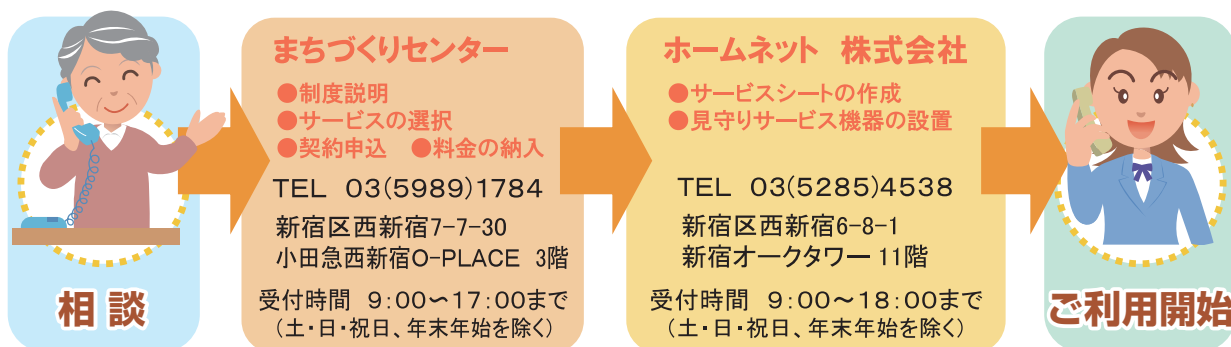 相談
まちづくりセンター
●制度説明
●サービスの選択
●契約申込　●料金の納入
TEL　03(5989)1784
新宿区西新宿7-7-30
小田急西新宿O-PLACE 3階
受付時間　9:00～17:00まで
(土・日・祝日、年末年始を除く)
ホームネット　株式会社
●サービスシートの作成
●見守りサービス機器の設置
TEL　03(5285)4538
新宿区西新宿6-8-1
新宿オークタワー 11階
受付時間　9:00～18:00まで
(土・日・祝日、年末年始を除く)
ご利用開始